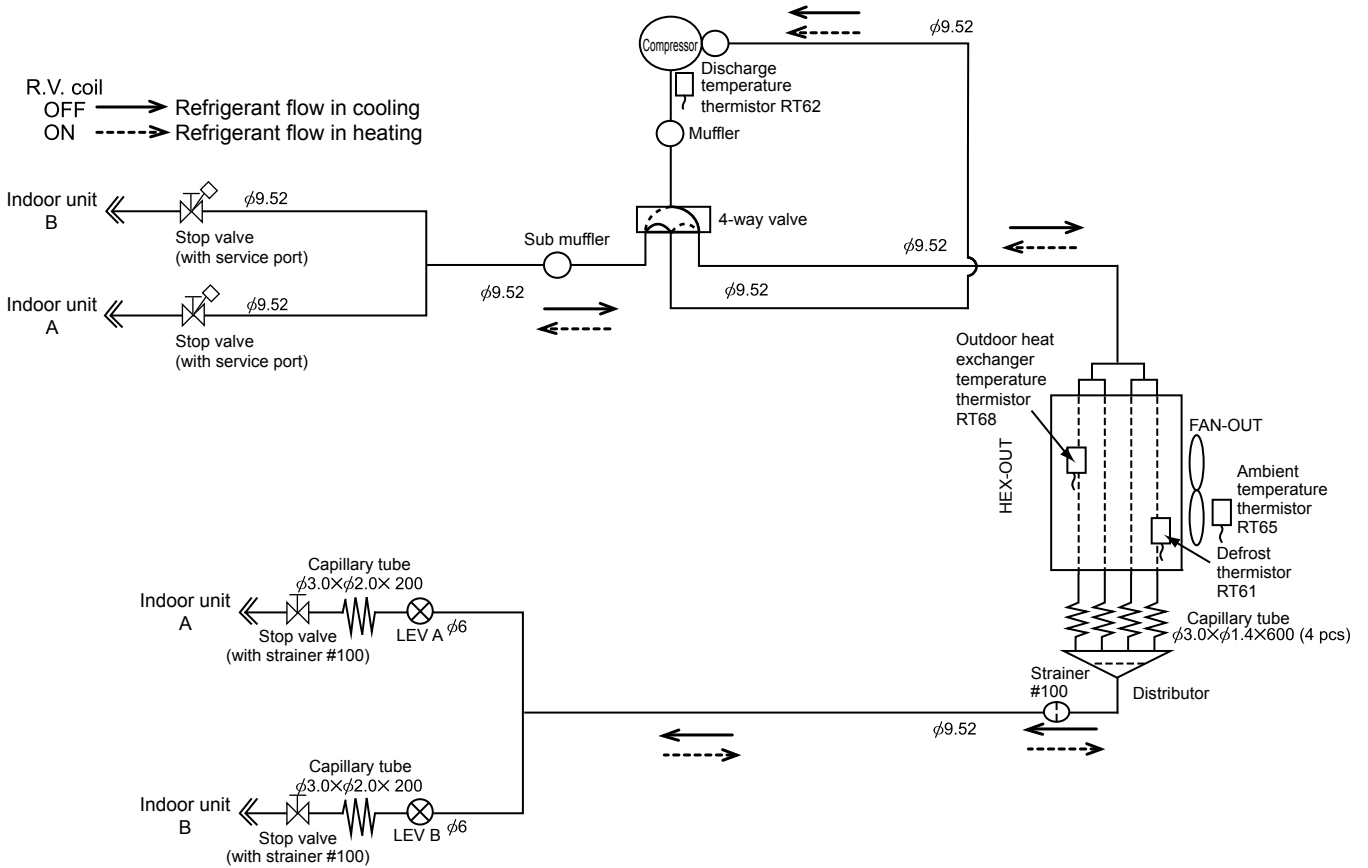 R.V. coil
OFF Refrigerant flow in cooling
ON Refrigerant flow in heating
Compressor
ϕ9.52
Discharge
temperature
thermistor RT62
Muffler
4-way valve
Indoor unit
B
ϕ9.52
Stop valve
(with service port)
Indoor unit
A
ϕ9.52
Stop valve
(with service port)
Sub muffler
ϕ9.52
ϕ9.52
ϕ9.52
Outdoor heat
exchanger
temperature
thermistor
RT68
HEX-OUT
FAN-OUT
Ambient
temperature
thermistor
RT65
Defrost
thermistor
RT61
Capillary tube
ϕ3.0×ϕ1.4×600 (4 pcs)
Strainer
#100
Distributor
ϕ9.52
Capillary tube
ϕ3.0×ϕ2.0× 200
Indoor unit
A
Stop valve
(with strainer #100)
LEV A
ϕ6
Capillary tube
ϕ3.0×ϕ2.0× 200
Indoor unit
B
Stop valve
(with strainer #100)
LEV B
ϕ6